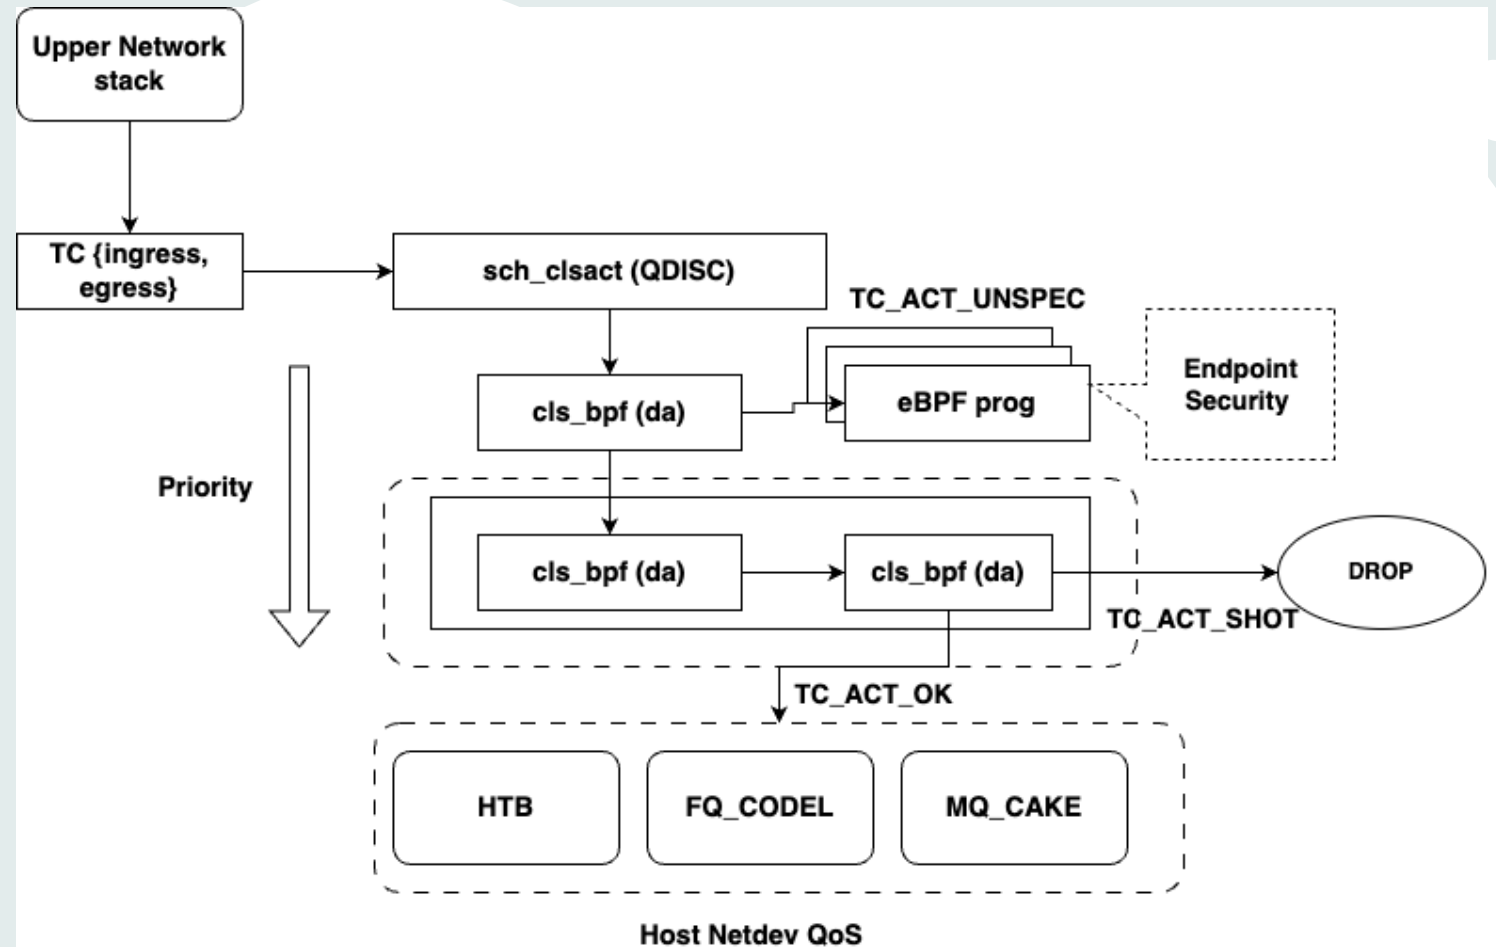 Upper Network
stack
TC {ingress,
egress}
sch_clsact (QDISC)
TC_ACT_UNSPEC
cls_bpf (da)
eBPF prog
Endpoint
Security
Priority
cls_bpf (da)
cls_bpf (da)
DROP
TC_ACT_SHOT
TC_ACT_OK
HTB
FQ_CODEL
MQ_CAKE
Host Netdev QoS